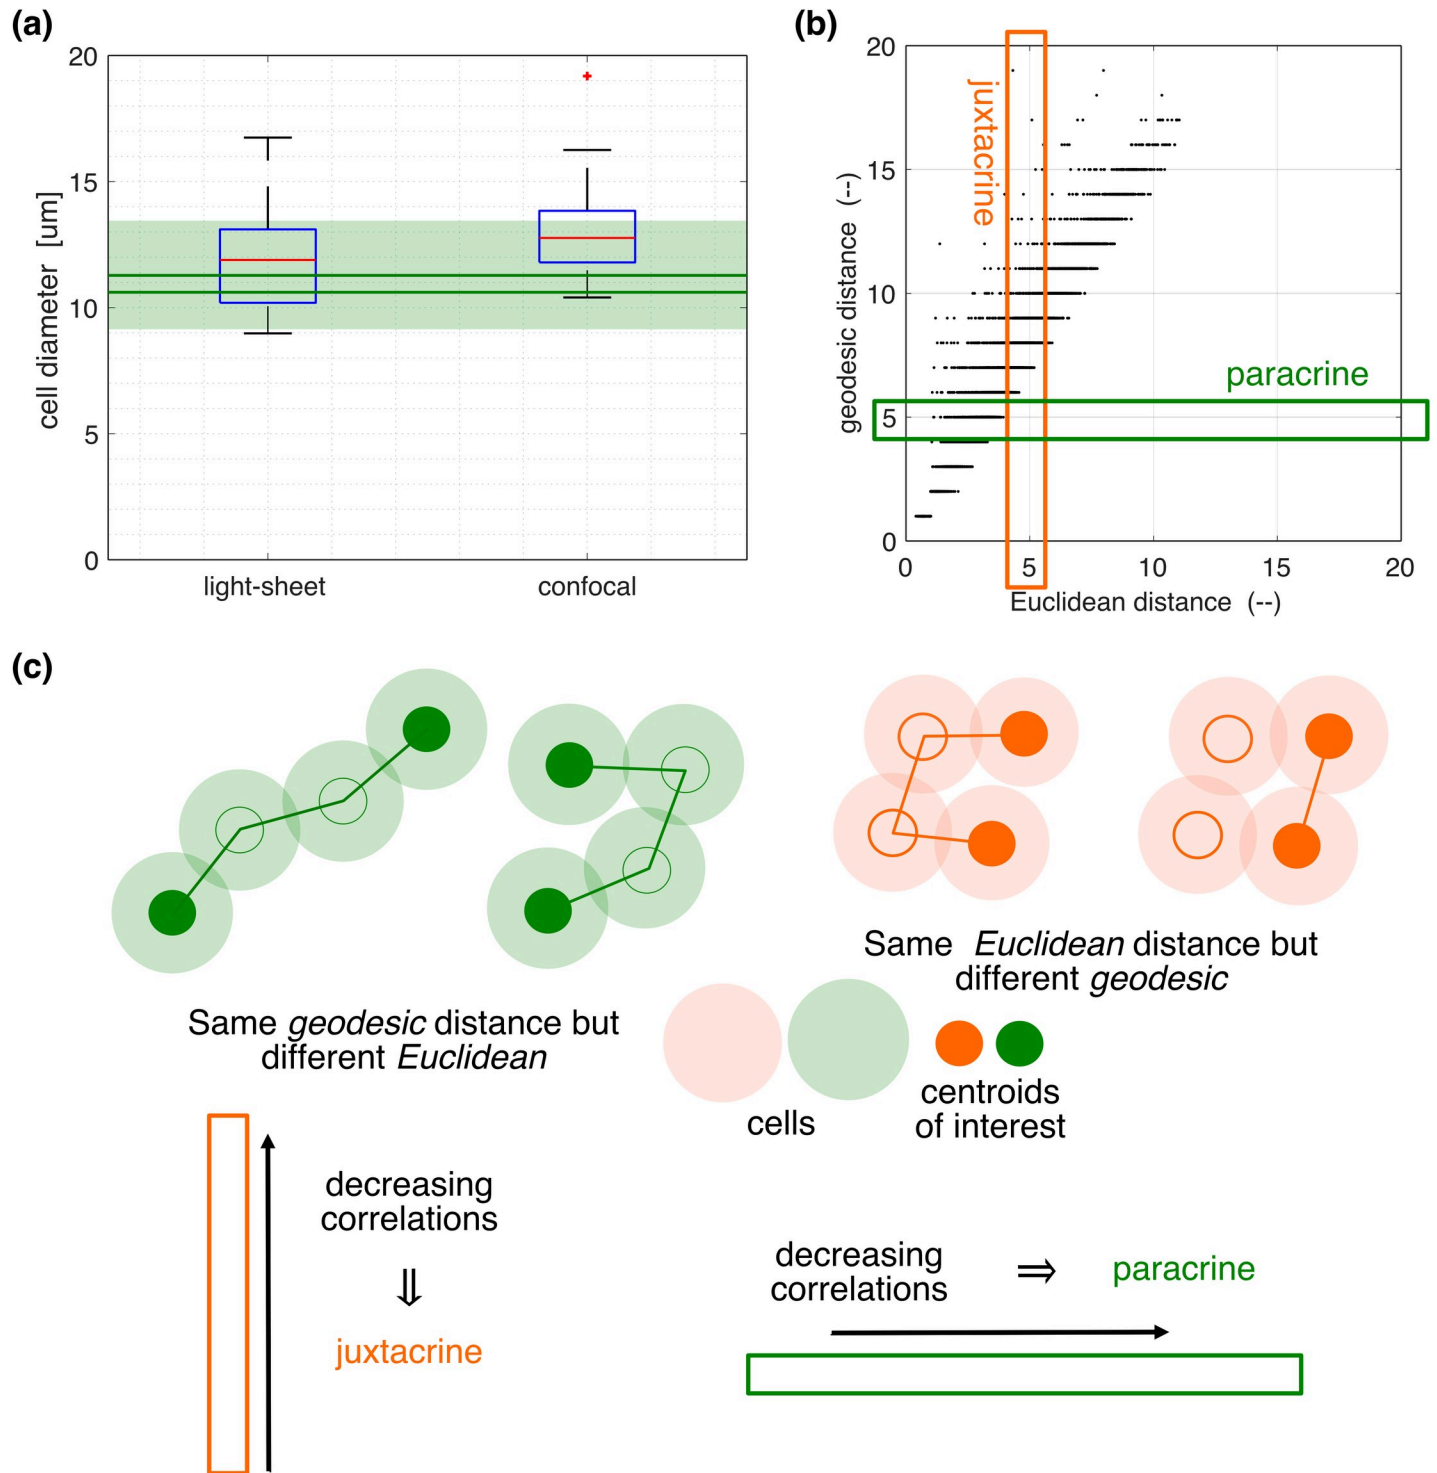 (a)
20
15
10
5
0
cell diameter [um]
light-sheet
confocal
(b)
20
15
10
5
0
geodesic distance (--)
juxtacrine
paracrine
0 5 10 15 20
Euclidean distance (--)
(c)
Same geodesic distance but
different Euclidean
Same Euclidean distance but
different geodesic
cells
centroids
of interest
decreasing
correlations
⇓
juxtacrine
decreasing
correlations
⇒
paracrine